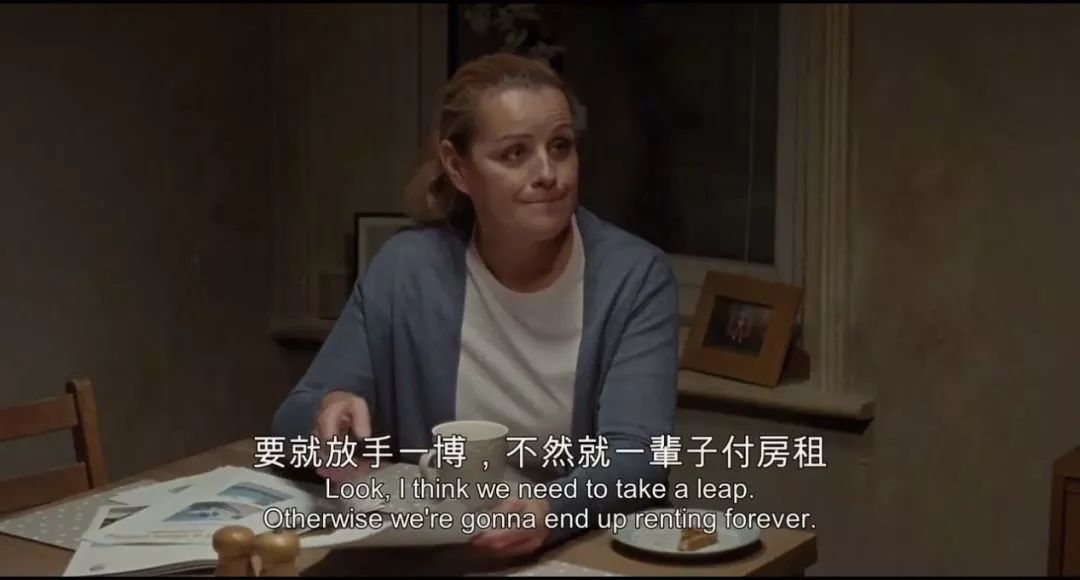 要就放手一博，不然就一輩子付房租
Look, I think we need to take a leap.
Otherwise we're gonna end up renting forever.